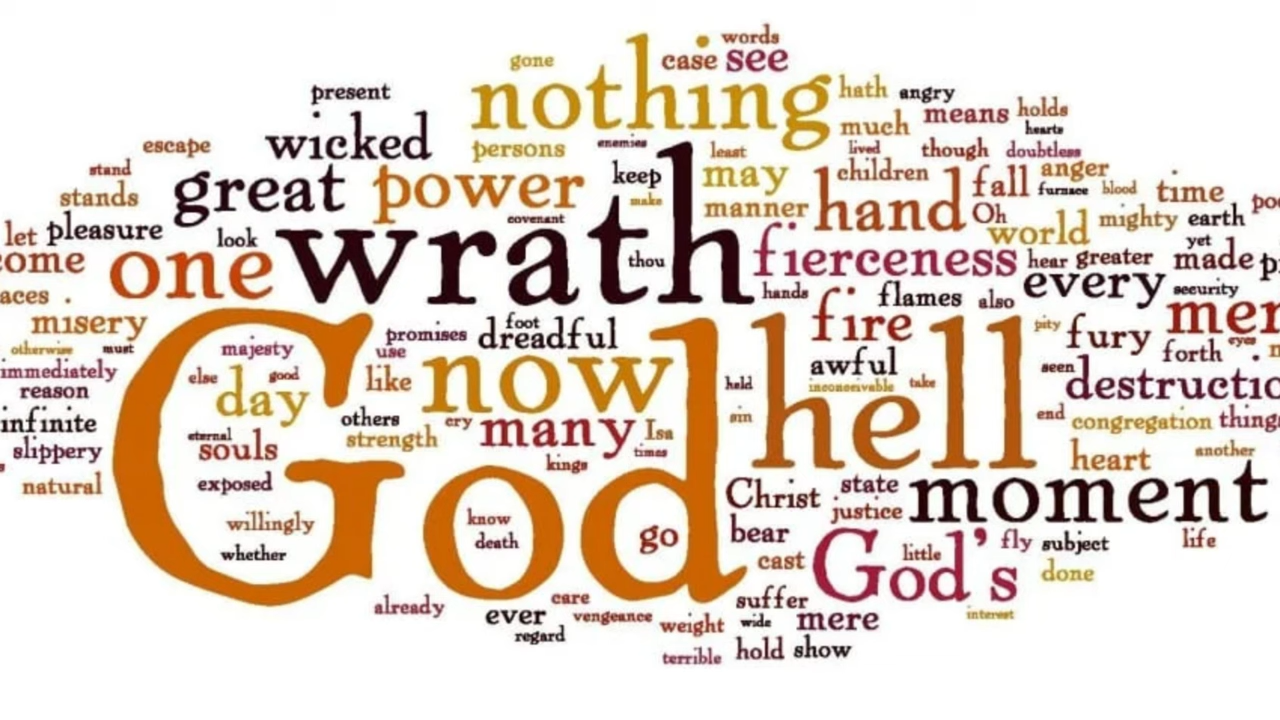 words
gone case see
nothing
present hath angry
means holds
much hearts
wicked
escape persons enemies lived though doubtless
least
stand great power keep may children fall anger
furnace blood time
stands make
manner hand Oh
covenant world mighty earth
let pleasure look
wrath
thou
one fierceness hear greater yet made
hands flames also every security
misery promises foot dreadful fire pity fury
forth eyes
otherwise must majesty use
awful
immediately else good like now held inconceivable take seen
reason day
infinite others cry many Isa sin hell end congregation
eternal strength times
slippery souls kings heart another
natural exposed God Christ state moment
justice
willingly know
whether death go bear little God's fly subject life
cast done
already care suffer
ever vengeance weight wide mere interest
regard
terrible hold show